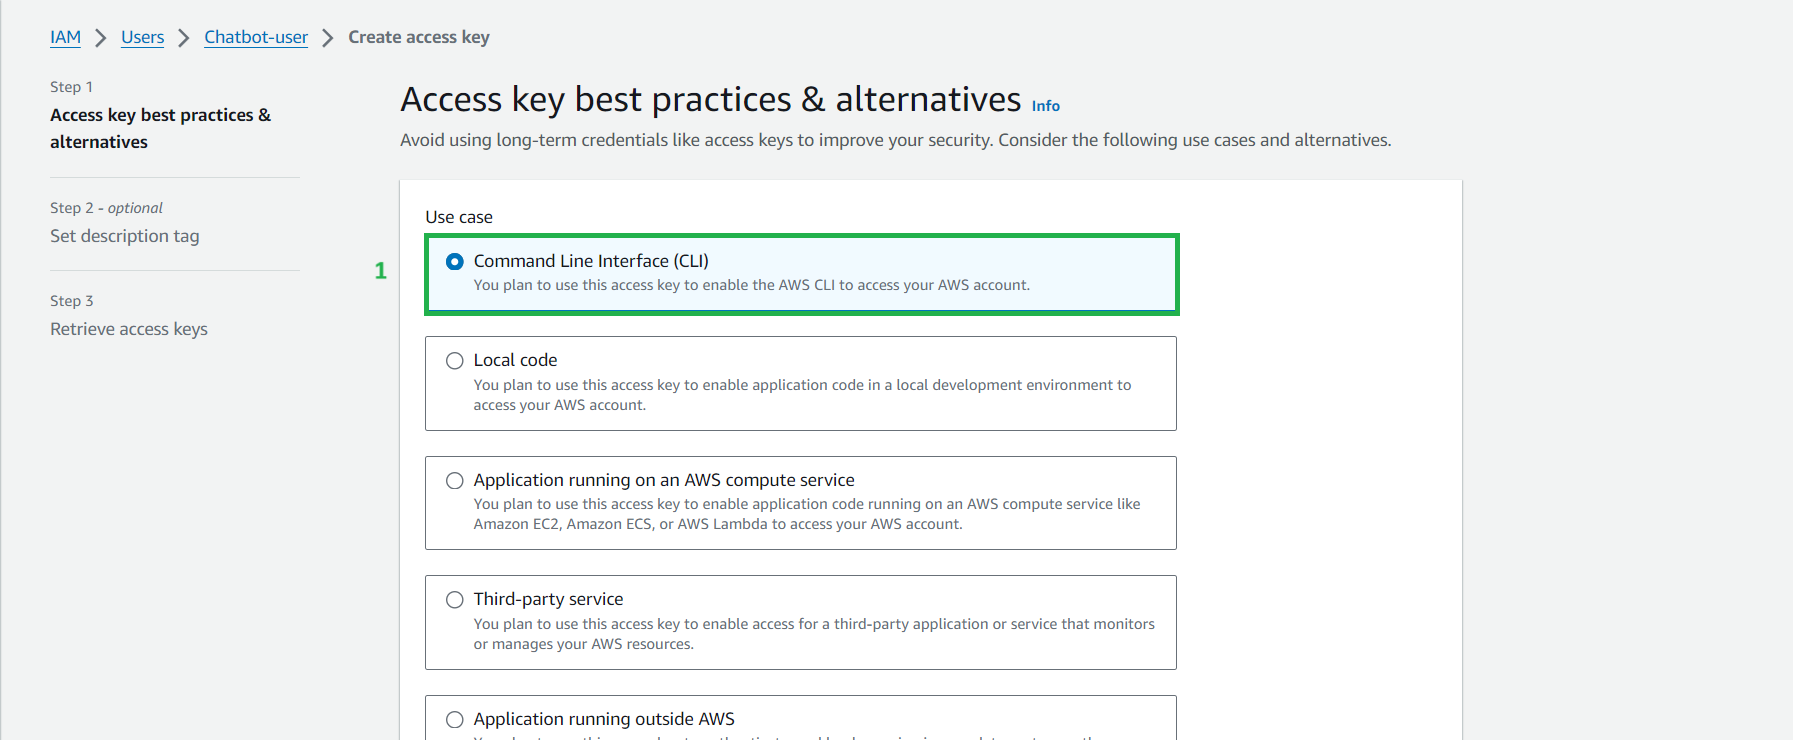 IAM > Users > Chatbot-user > Create access key
Step 1
Access key best practices &
alternatives
Step 2 - optional
Set description tag
Step 3
Retrieve access keys
Access key best practices & alternatives Info
Avoid using long-term credentials like access keys to improve your security. Consider the following use cases and alternatives.
Use case
1
Command Line Interface (CLI)
You plan to use this access key to enable the AWS CLI to access your AWS account.
Local code
You plan to use this access key to enable application code in a local development environment to
access your AWS account.
Application running on an AWS compute service
You plan to use this access key to enable application code running on an AWS compute service like
Amazon EC2, Amazon ECS, or AWS Lambda to access your AWS account.
Third-party service
You plan to use this access key to enable access for a third-party application or service that monitors
or manages your AWS resources.
Application running outside AWS